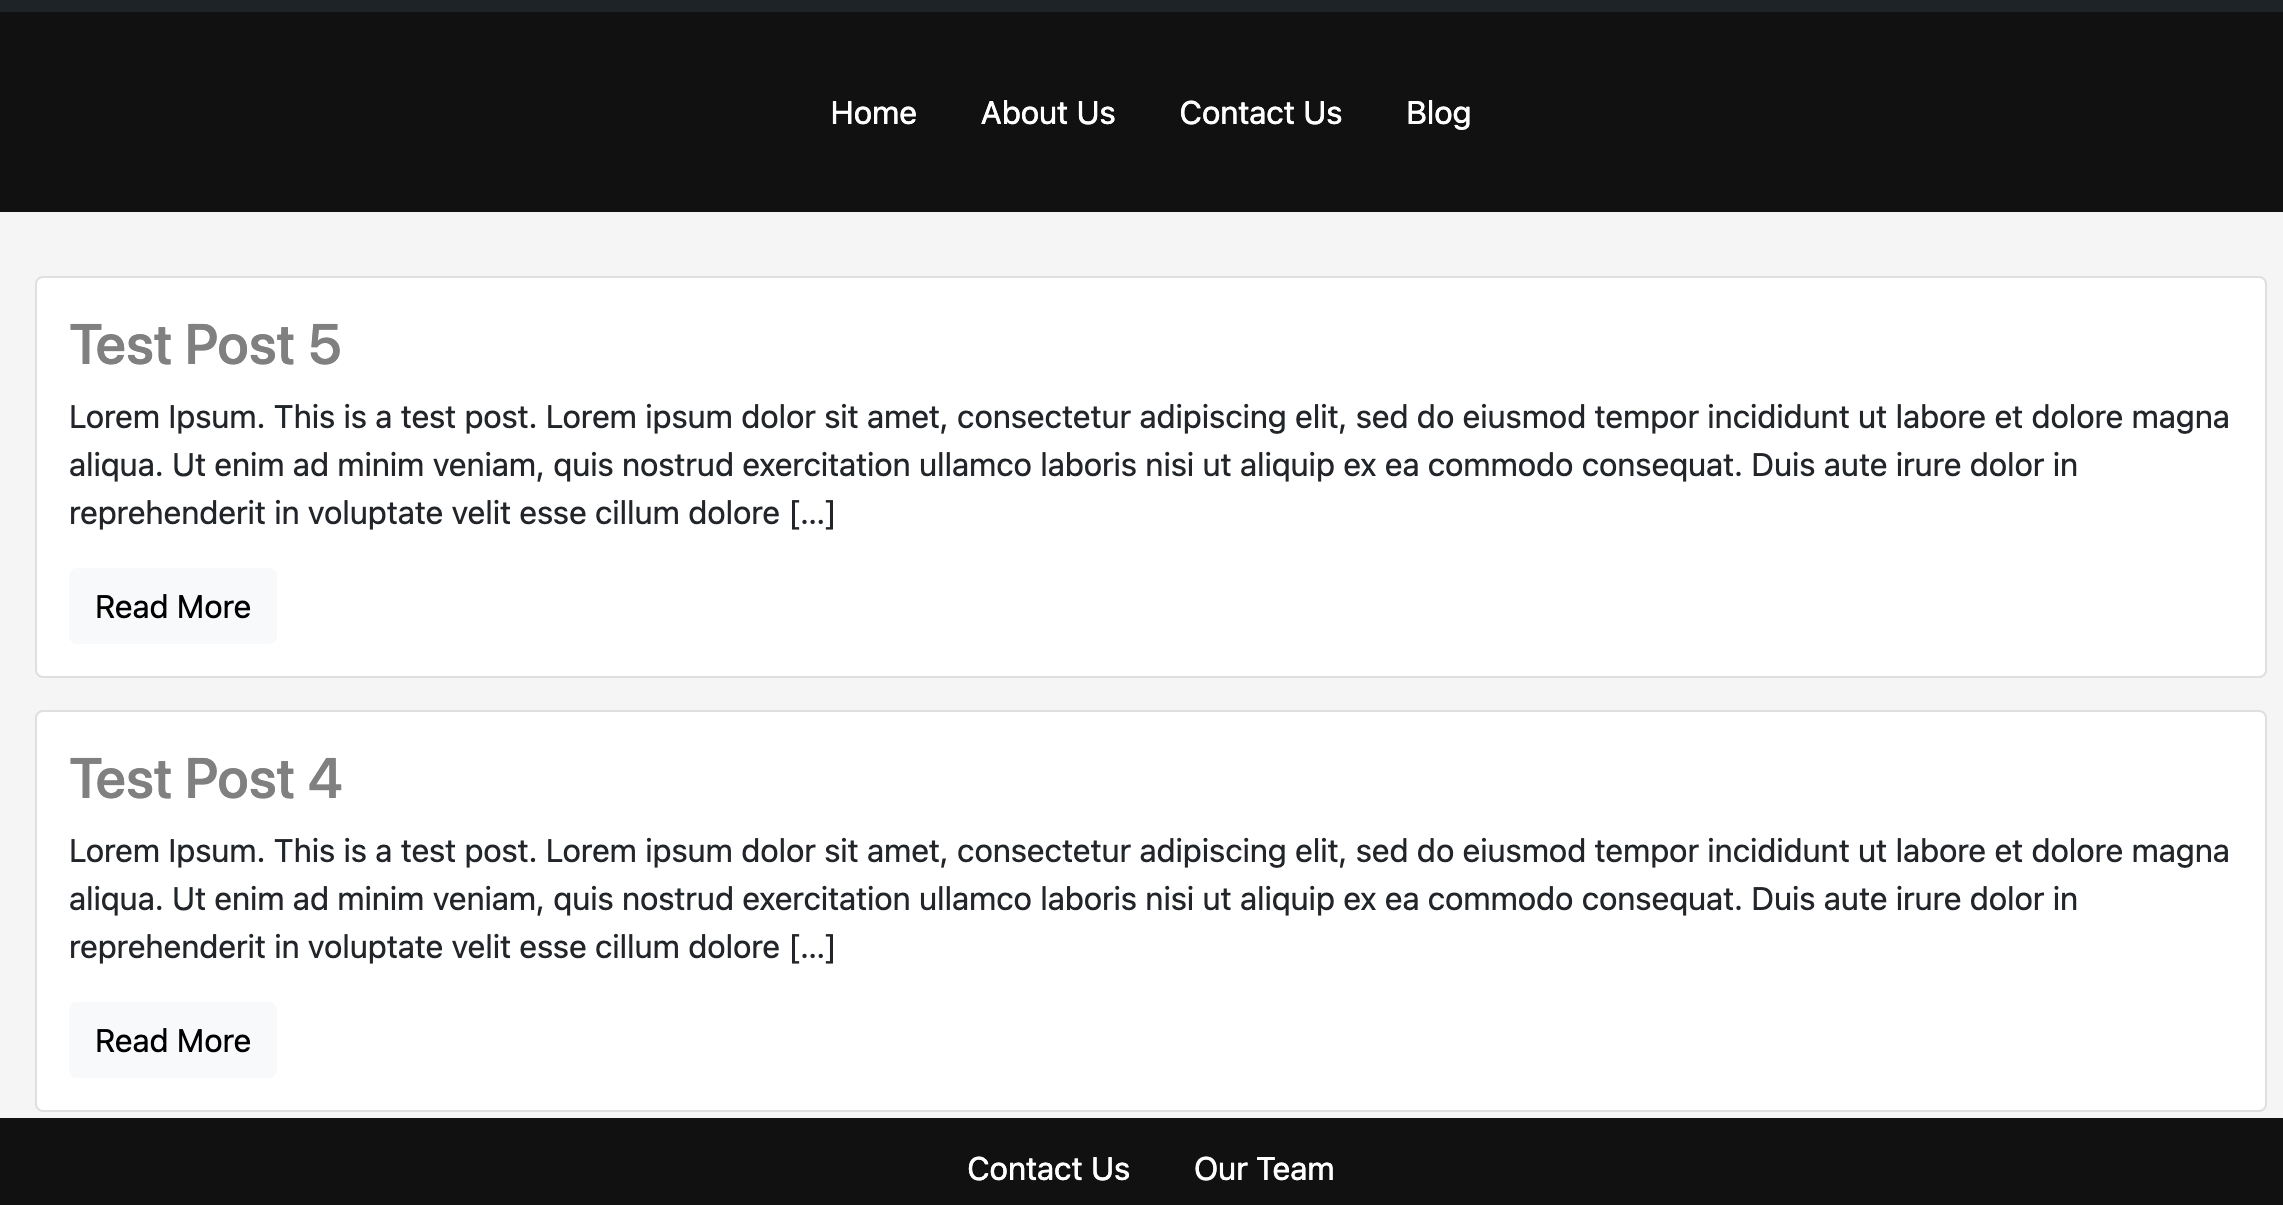 Home About Us Contact Us Blog
Test Post 5
Lorem Ipsum. This is a test post. Lorem ipsum dolor sit amet, consectetur adipiscing elit, sed do eiusmod tempor incididunt ut labore et dolore magna
aliqua. Ut enim ad minim veniam, quis nostrud exercitation ullamco laboris nisi ut aliquip ex ea commodo consequat. Duis aute irure dolor in
reprehenderit in voluptate velit esse cillum dolore [...]
Read More
Test Post 4
Lorem Ipsum. This is a test post. Lorem ipsum dolor sit amet, consectetur adipiscing elit, sed do eiusmod tempor incididunt ut labore et dolore magna
aliqua. Ut enim ad minim veniam, quis nostrud exercitation ullamco laboris nisi ut aliquip ex ea commodo consequat. Duis aute irure dolor in
reprehenderit in voluptate velit esse cillum dolore [...]
Read More
Contact Us Our Team